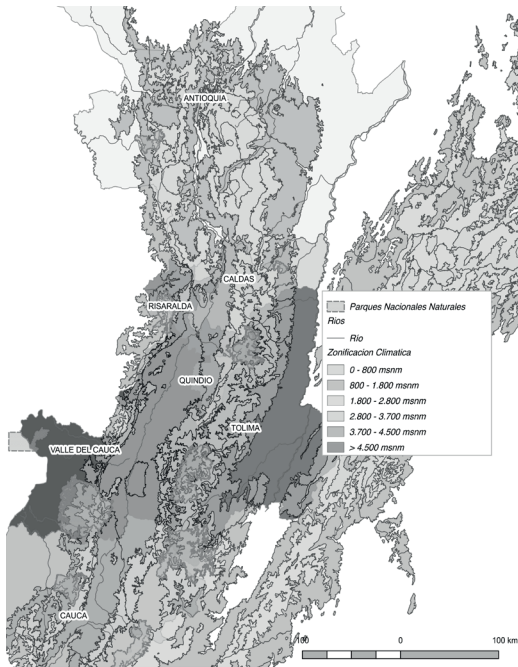 ANTIOQUIA
CALDAS
RISARALDA
QUINDIO
TOLIMA
VALLE DEL CAUCA
CAUCA
Parques Nacionales Naturales
Rios
Rio
Zonificacion Climatica
0 - 800 msnm
800 - 1.800 msnm
1.800 - 2.800 msnm
2.800 - 3.700 msnm
3.700 - 4.500 msnm
> 4.500 msnm
100 0 100 km